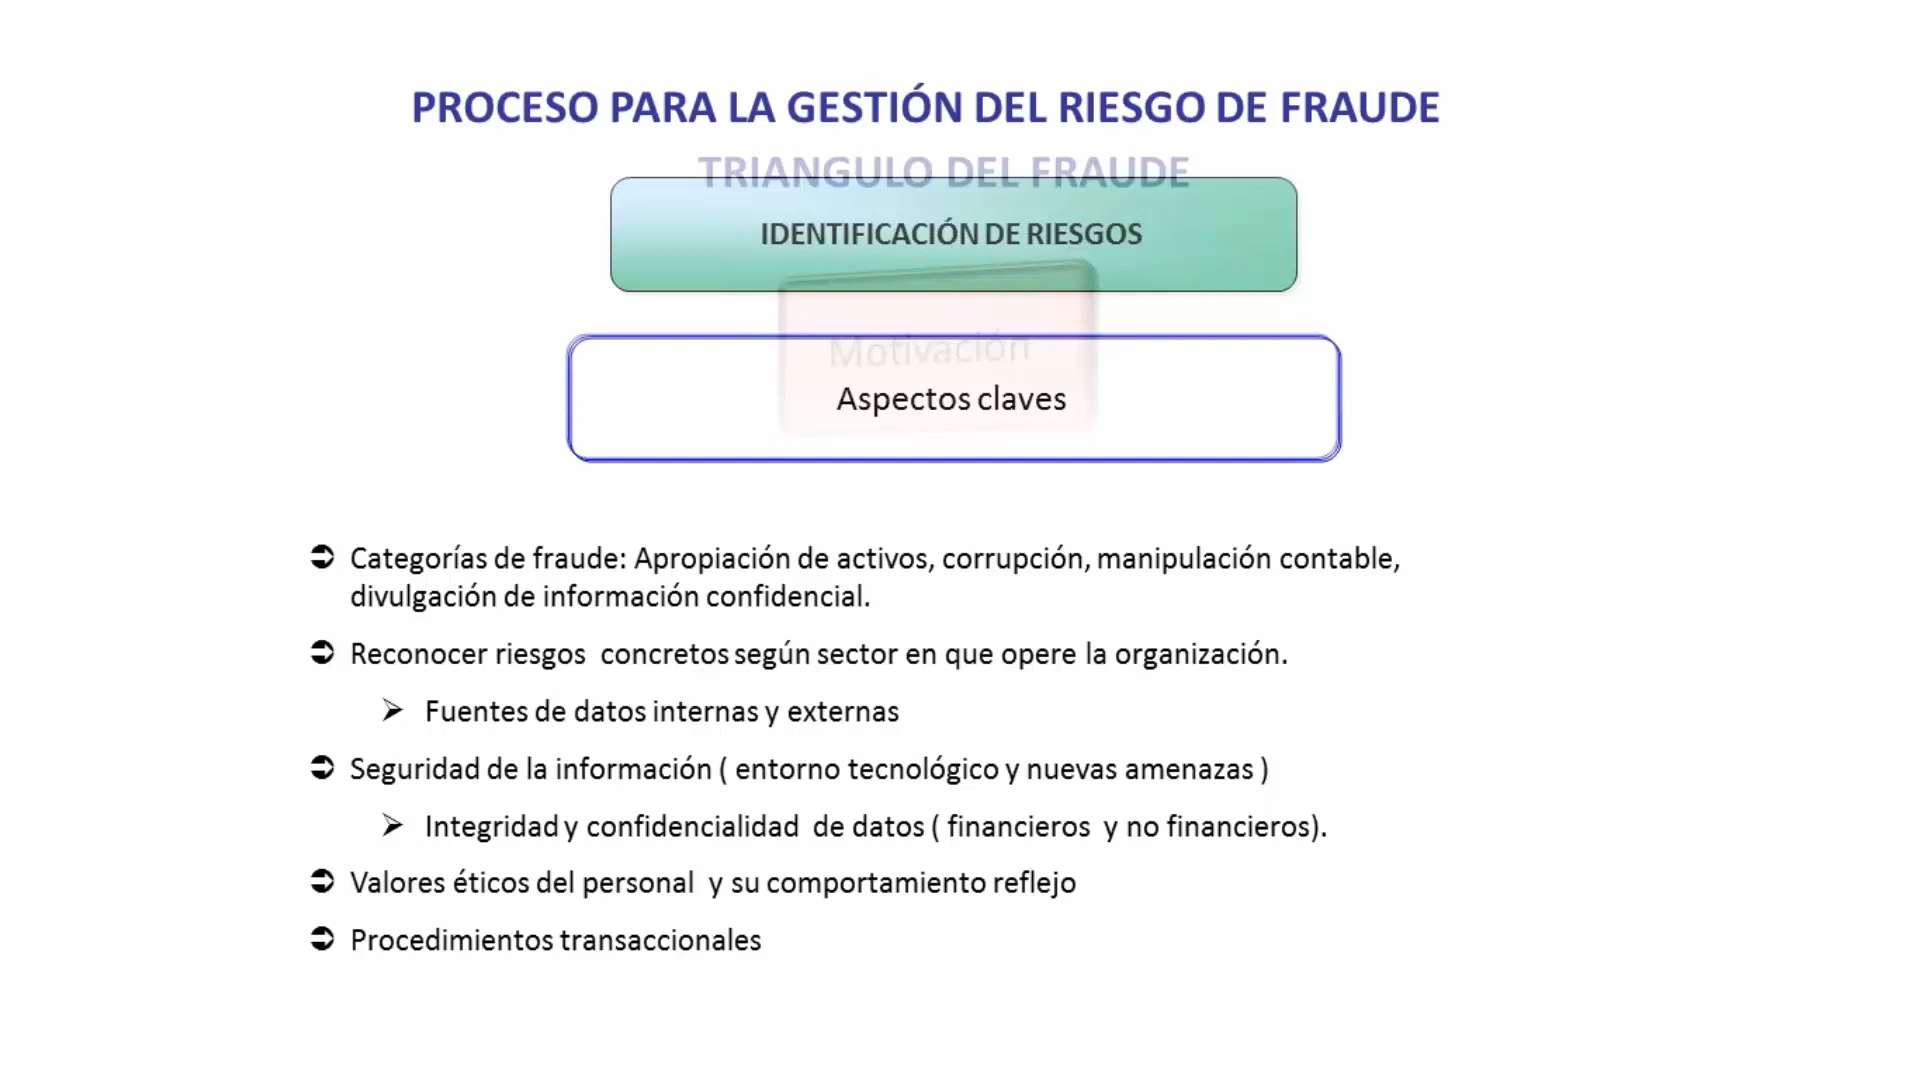 PROCESO PARA LA GESTIÓN DEL RIESGO DE FRAUDE
TRIANGULO DEL FRAUDE
IDENTIFICACIÓN DE RIESGOS
Motivación
Aspectos claves
Categorías de fraude: Apropiación de activos, corrupción, manipulación contable,
divulgación de información confidencial.
Reconocer riesgos concretos según sector en que opere la organización.
Fuentes de datos internas y externas
Seguridad de la información ( entorno tecnológico y nuevas amenazas )
Integridad y confidencialidad de datos ( financieros y no financieros).
Valores éticos del personal y su comportamiento reflejo
Procedimientos transaccionales